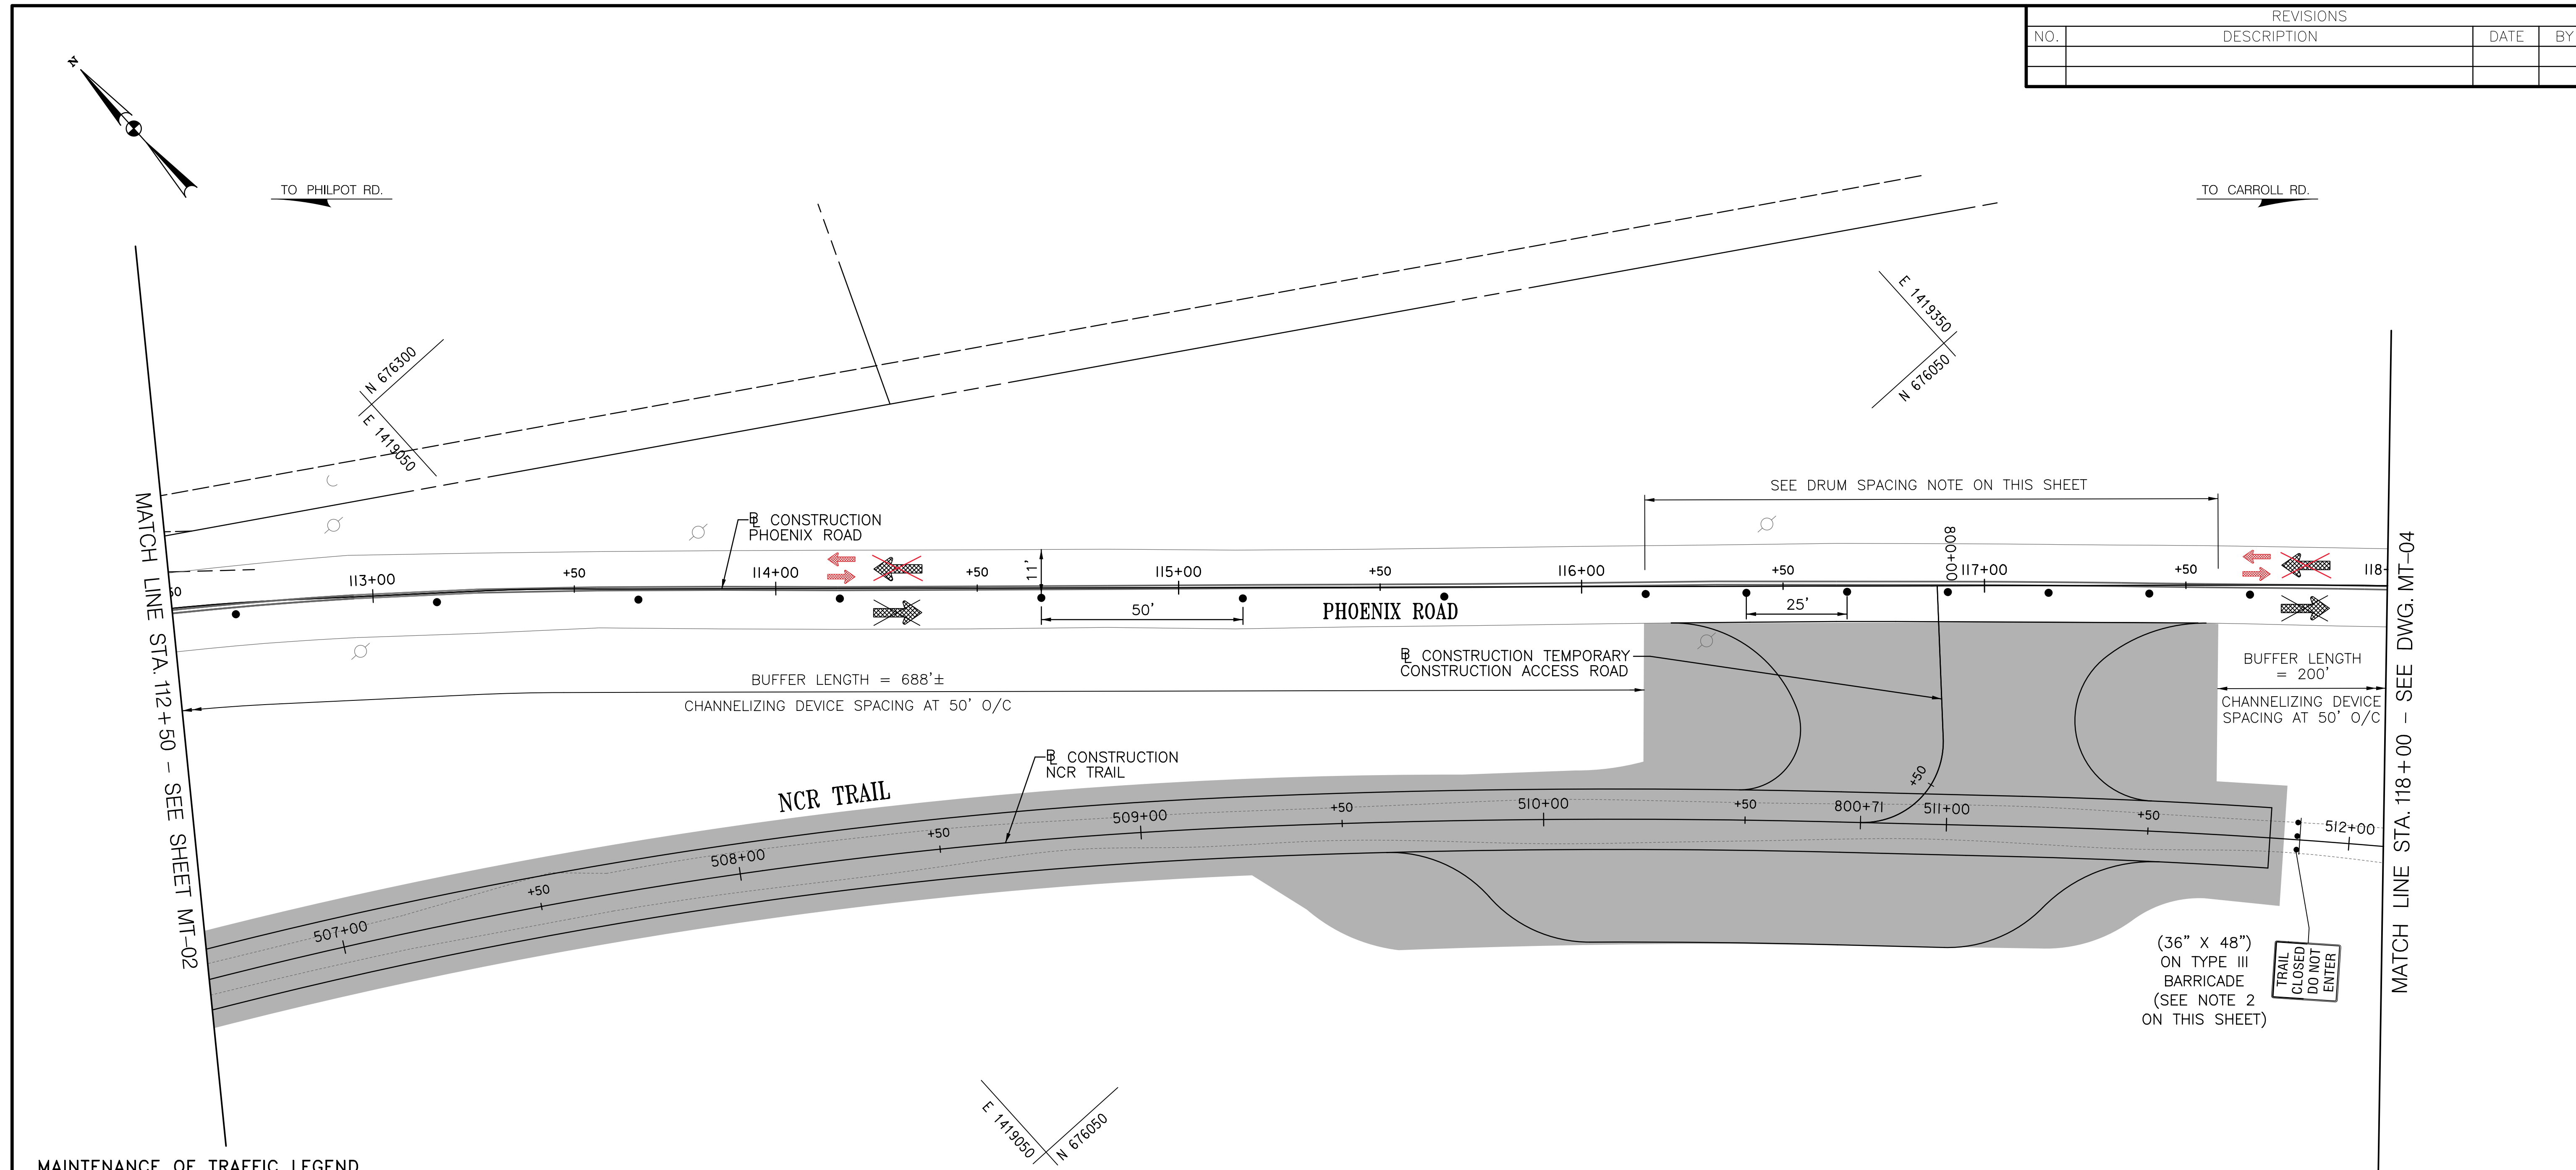 REVISIONS
NO. DESCRIPTION DATE BY
N
TO PHILPOT RD.
TO CARROLL RD.
E 1419350
N 676050
N 676300
E 1419050
SEE DRUM SPACING NOTE ON THIS SHEET
MATCH LINE STA. 112+50 - SEE SHEET MT-02
MATCH LINE STA. 118+00 - SEE DWG. MT-04
BL CONSTRUCTION
PHOENIX ROAD
50 113+00 +50 114+00 +50 115+00 +50 116+00 +50 117+00 +50 118+
800+00
11'
50'
PHOENIX ROAD
25'
BL CONSTRUCTION TEMPORARY
CONSTRUCTION ACCESS ROAD
BUFFER LENGTH
= 200'
CHANNELIZING DEVICE
SPACING AT 50' O/C
BUFFER LENGTH = 688'±
CHANNELIZING DEVICE SPACING AT 50' O/C
BL CONSTRUCTION
NCR TRAIL
NCR TRAIL
+50
507+00 +50 508+00 +50 509+00 +50 510+00 +50 800+71 511+00 +50 512+00
(36" X 48")
ON TYPE III
BARRICADE
(SEE NOTE 2
ON THIS SHEET)
TRAIL
CLOSED
DO NOT
ENTER
E 1419050
N 676050
MAINTENANCE OF TRAFFIC LEGEND